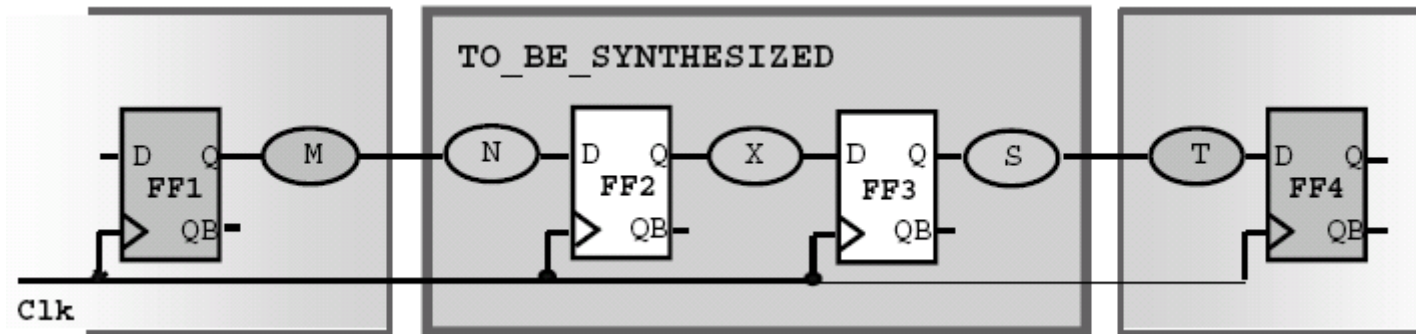 TO_BE_SYNTHESIZED
D Q M N D Q X D Q S T D Q
FF1 FF2 FF3 FF4
QB QB QB QB
Clk